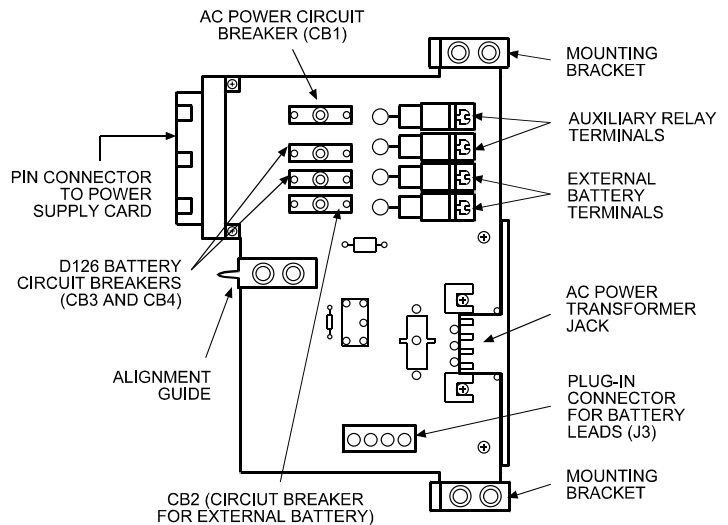 AC POWER CIRCUIT
BREAKER (CB1)
MOUNTING
BRACKET
AUXILIARY RELAY
TERMINALS
PIN CONNECTOR
TO POWER
SUPPLY CARD
EXTERNAL
BATTERY
TERMINALS
D126 BATTERY
CIRCUIT BREAKERS
(CB3 AND CB4)
AC POWER
TRANSFORMER
JACK
ALIGNMENT
GUIDE
PLUG-IN
CONNECTOR
FOR BATTERY
LEADS (J3)
CB2 (CIRCIUT BREAKER
FOR EXTERNAL BATTERY)
MOUNTING
BRACKET